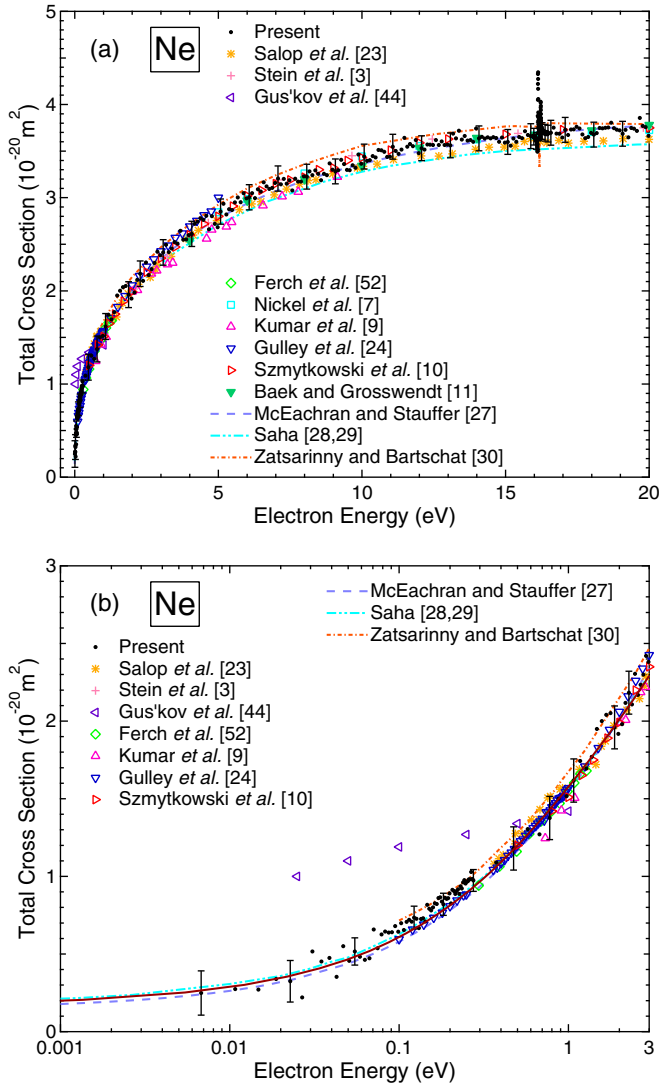 (a) Ne
Present
Salop et al. [23]
Stein et al. [3]
Gus'kov et al. [44]
Ferch et al. [52]
Nickel et al. [7]
Kumar et al. [9]
Gulley et al. [24]
Szmytkowski et al. [10]
Baek and Grosswendt [11]
McEachran and Stauffer [27]
Saha [28,29]
Zatsarinny and Bartschat [30]
Total Cross Section (10⁻²⁰m²)
5
4
3
2
1
0
0 5 10 15 20
Electron Energy (eV)
(b) Ne
McEachran and Stauffer [27]
Saha [28,29]
Zatsarinny and Bartschat [30]
Present
Salop et al. [23]
Stein et al. [3]
Gus'kov et al. [44]
Ferch et al. [52]
Kumar et al. [9]
Gulley et al. [24]
Szmytkowski et al. [10]
Total Cross Section (10⁻²⁰m²)
3
2
1
0
0.001 0.01 0.1 1 3
Electron Energy (eV)